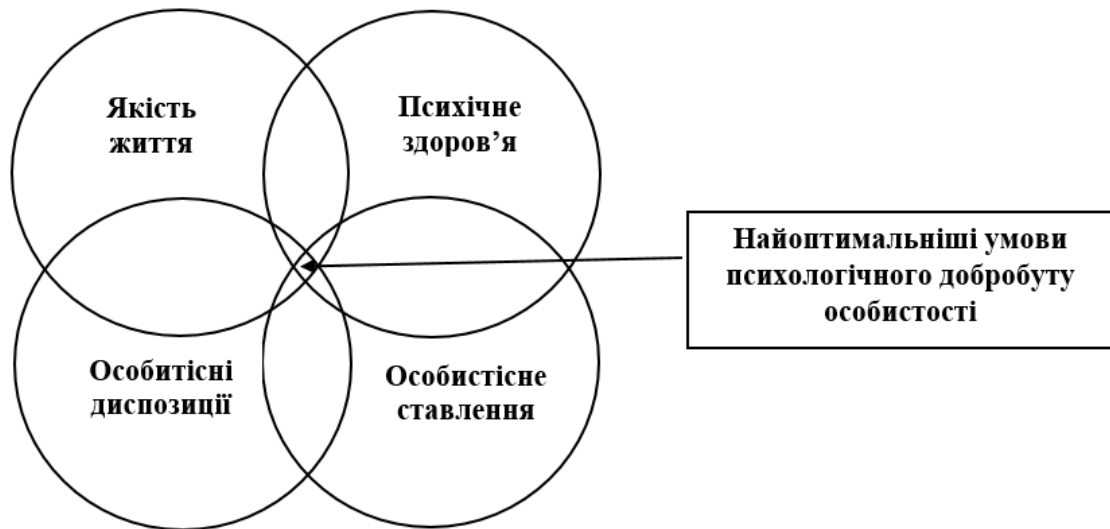 Якість
життя
Психічне
здоров’я
Найоптимальніші умови
психологічного добробуту
особистості
Особитісні
диспозиції
Особистісне
ставлення